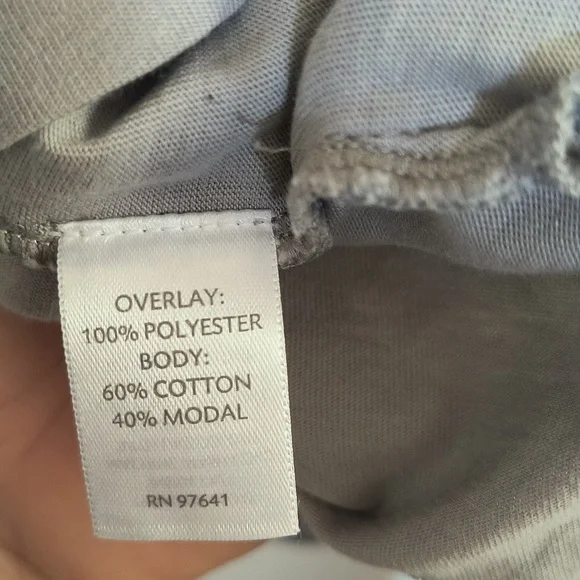 OVERLAY:
100% POLYESTER
BODY:
60% COTTON
40% MODAL
RN 97641